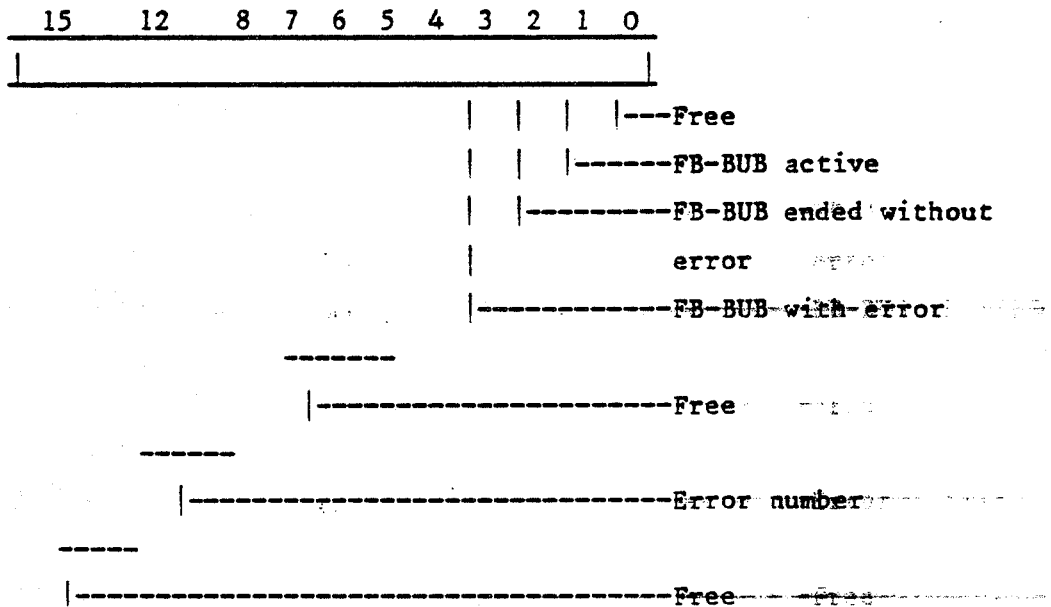 15 12 8 7 6 5 4 3 2 1 0
Free
FB-BUB active
FB-BUB ended without
error
FB-BUB with error
Free
Error number
Free